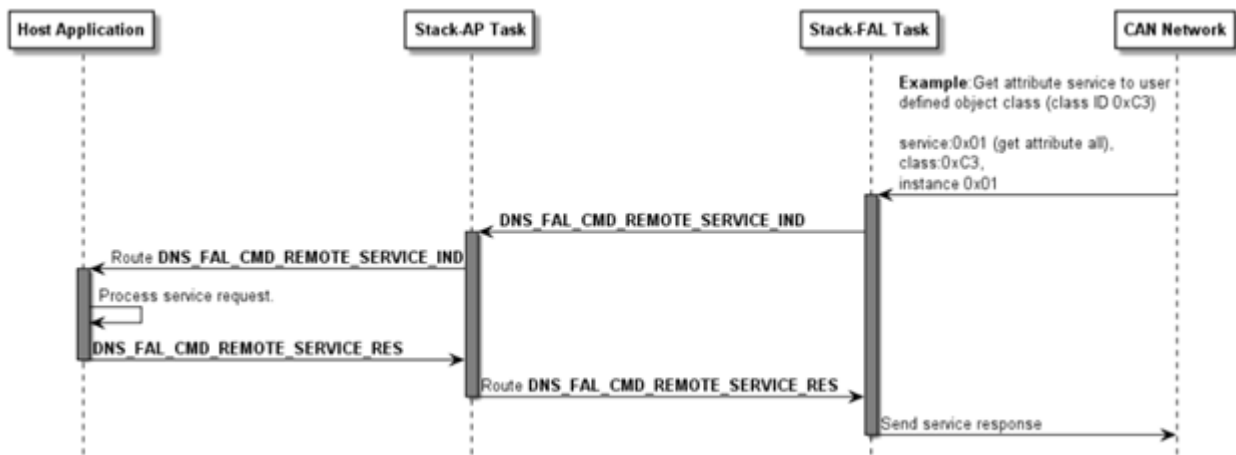 Host Application
Stack-AP Task
Stack-FAL Task
CAN Network
Example:Get attribute service to user
defined object class (class ID 0xC3)
service:0x01 (get attribute all),
class:0xC3,
instance 0x01
DNS_FAL_CMD_REMOTE_SERVICE_IND
Route DNS_FAL_CMD_REMOTE_SERVICE_IND
Process service request.
DNS_FAL_CMD_REMOTE_SERVICE_RES
Route DNS_FAL_CMD_REMOTE_SERVICE_RES
Send service response